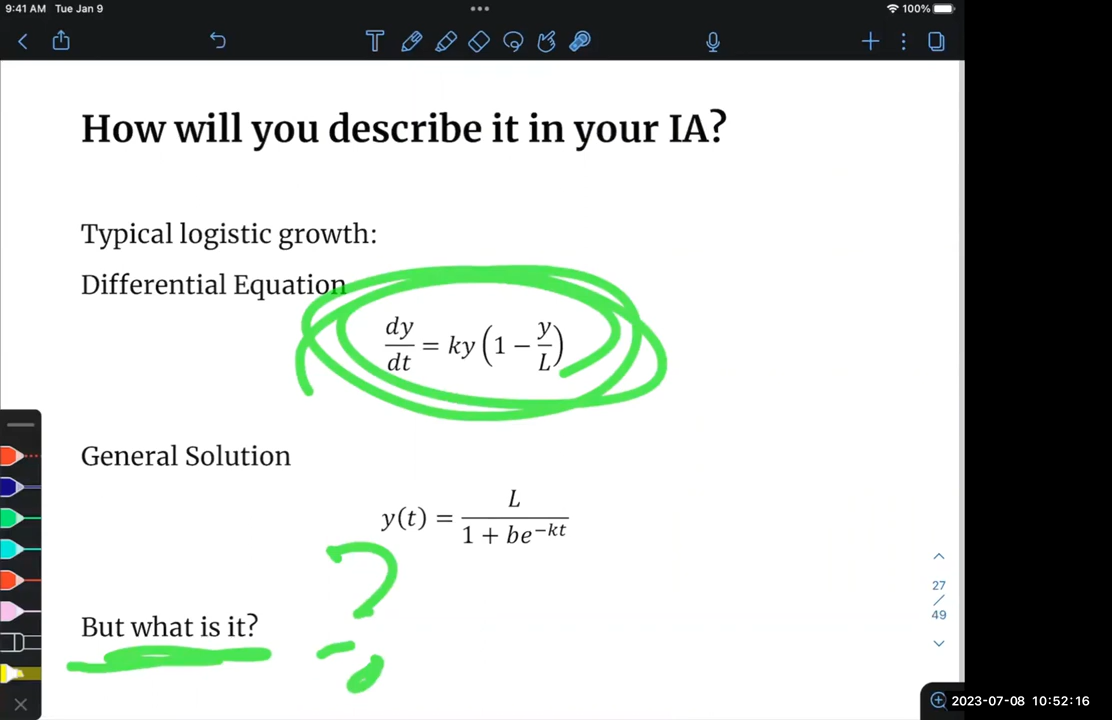 9:41 AM Tue Jan 9
100%
How will you describe it in your IA?
Typical logistic growth:
Differential Equation
dy/dt = ky(1 − y/L)
General Solution
y(t) = L/(1 + be^−kt)
27
/
49
But what is it?
?
2023-07-08 10:52:16